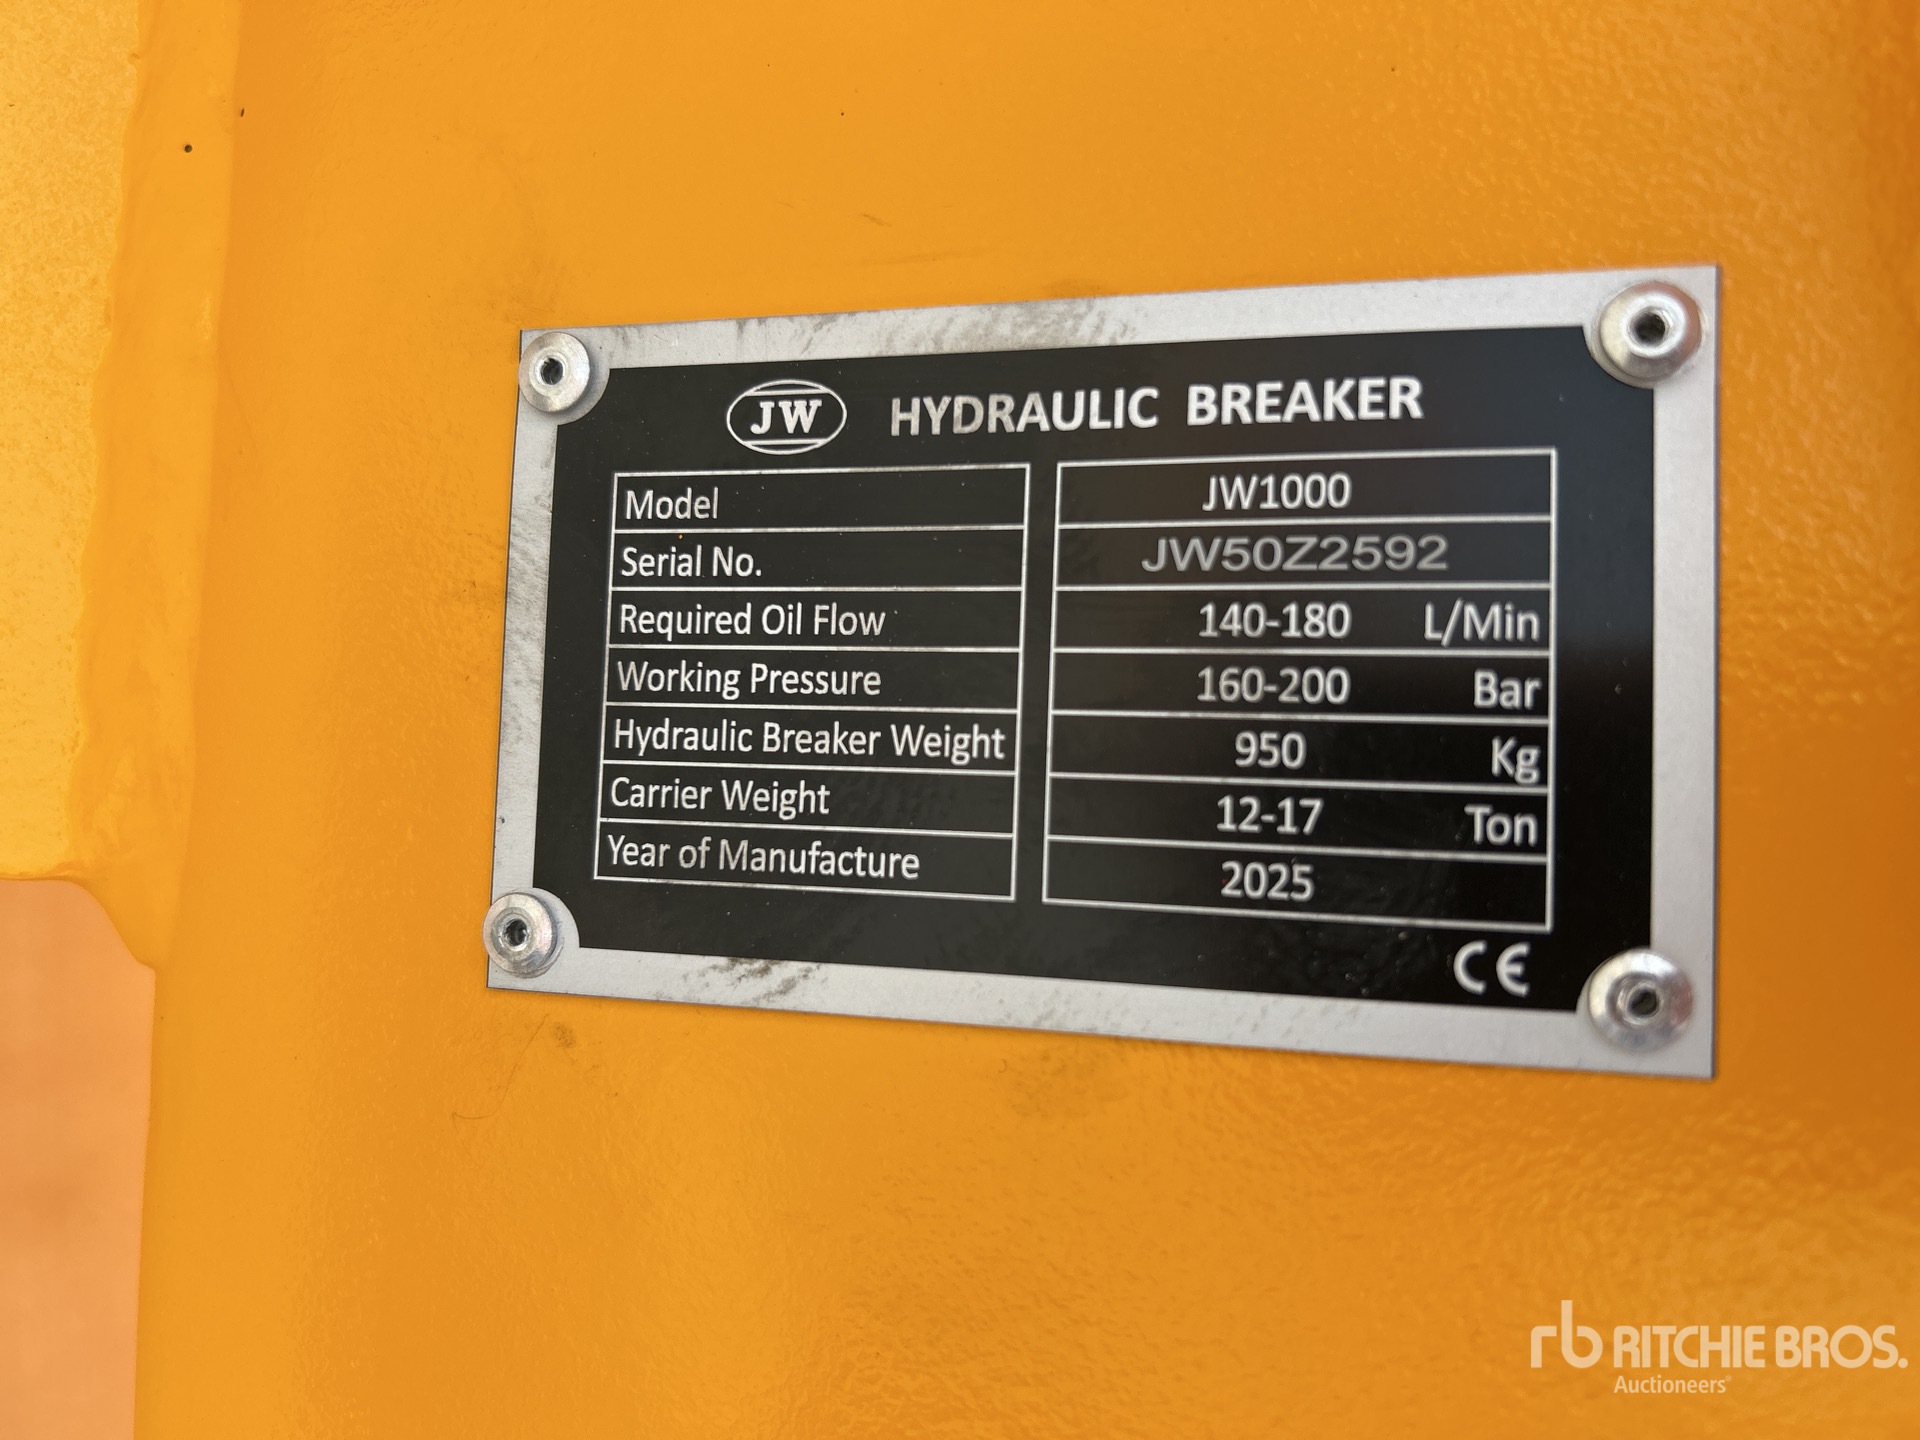 JW HYDRAULIC BREAKER
Model JW1000
Serial No. JW50Z2592
Required Oil Flow 140-180 L/Min
Working Pressure 160-200 Bar
Hydraulic Breaker Weight 950 Kg
Carrier Weight 12-17 Ton
Year of Manufacture 2025
CE
rb RITCHIE BROS.
Auctioneers